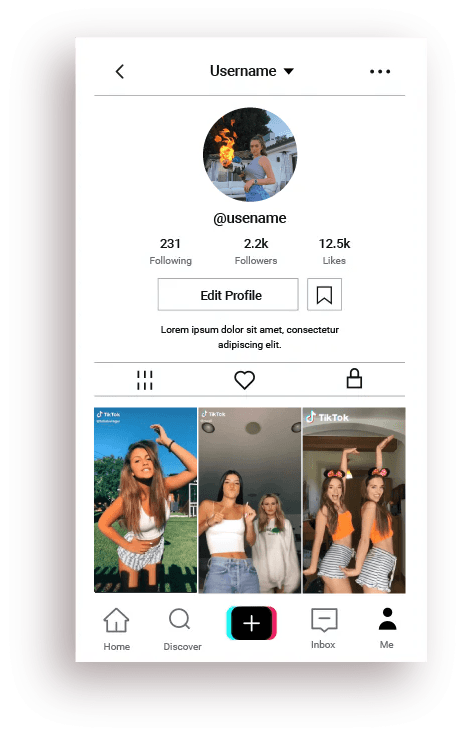 Username
@usename
231 2.2k 12.5k
Following Followers Likes
Edit Profile
Lorem ipsum dolor sit amet, consectetur
adipiscing elit.
TikTok TikTok TikTok
Home Discover Inbox Me